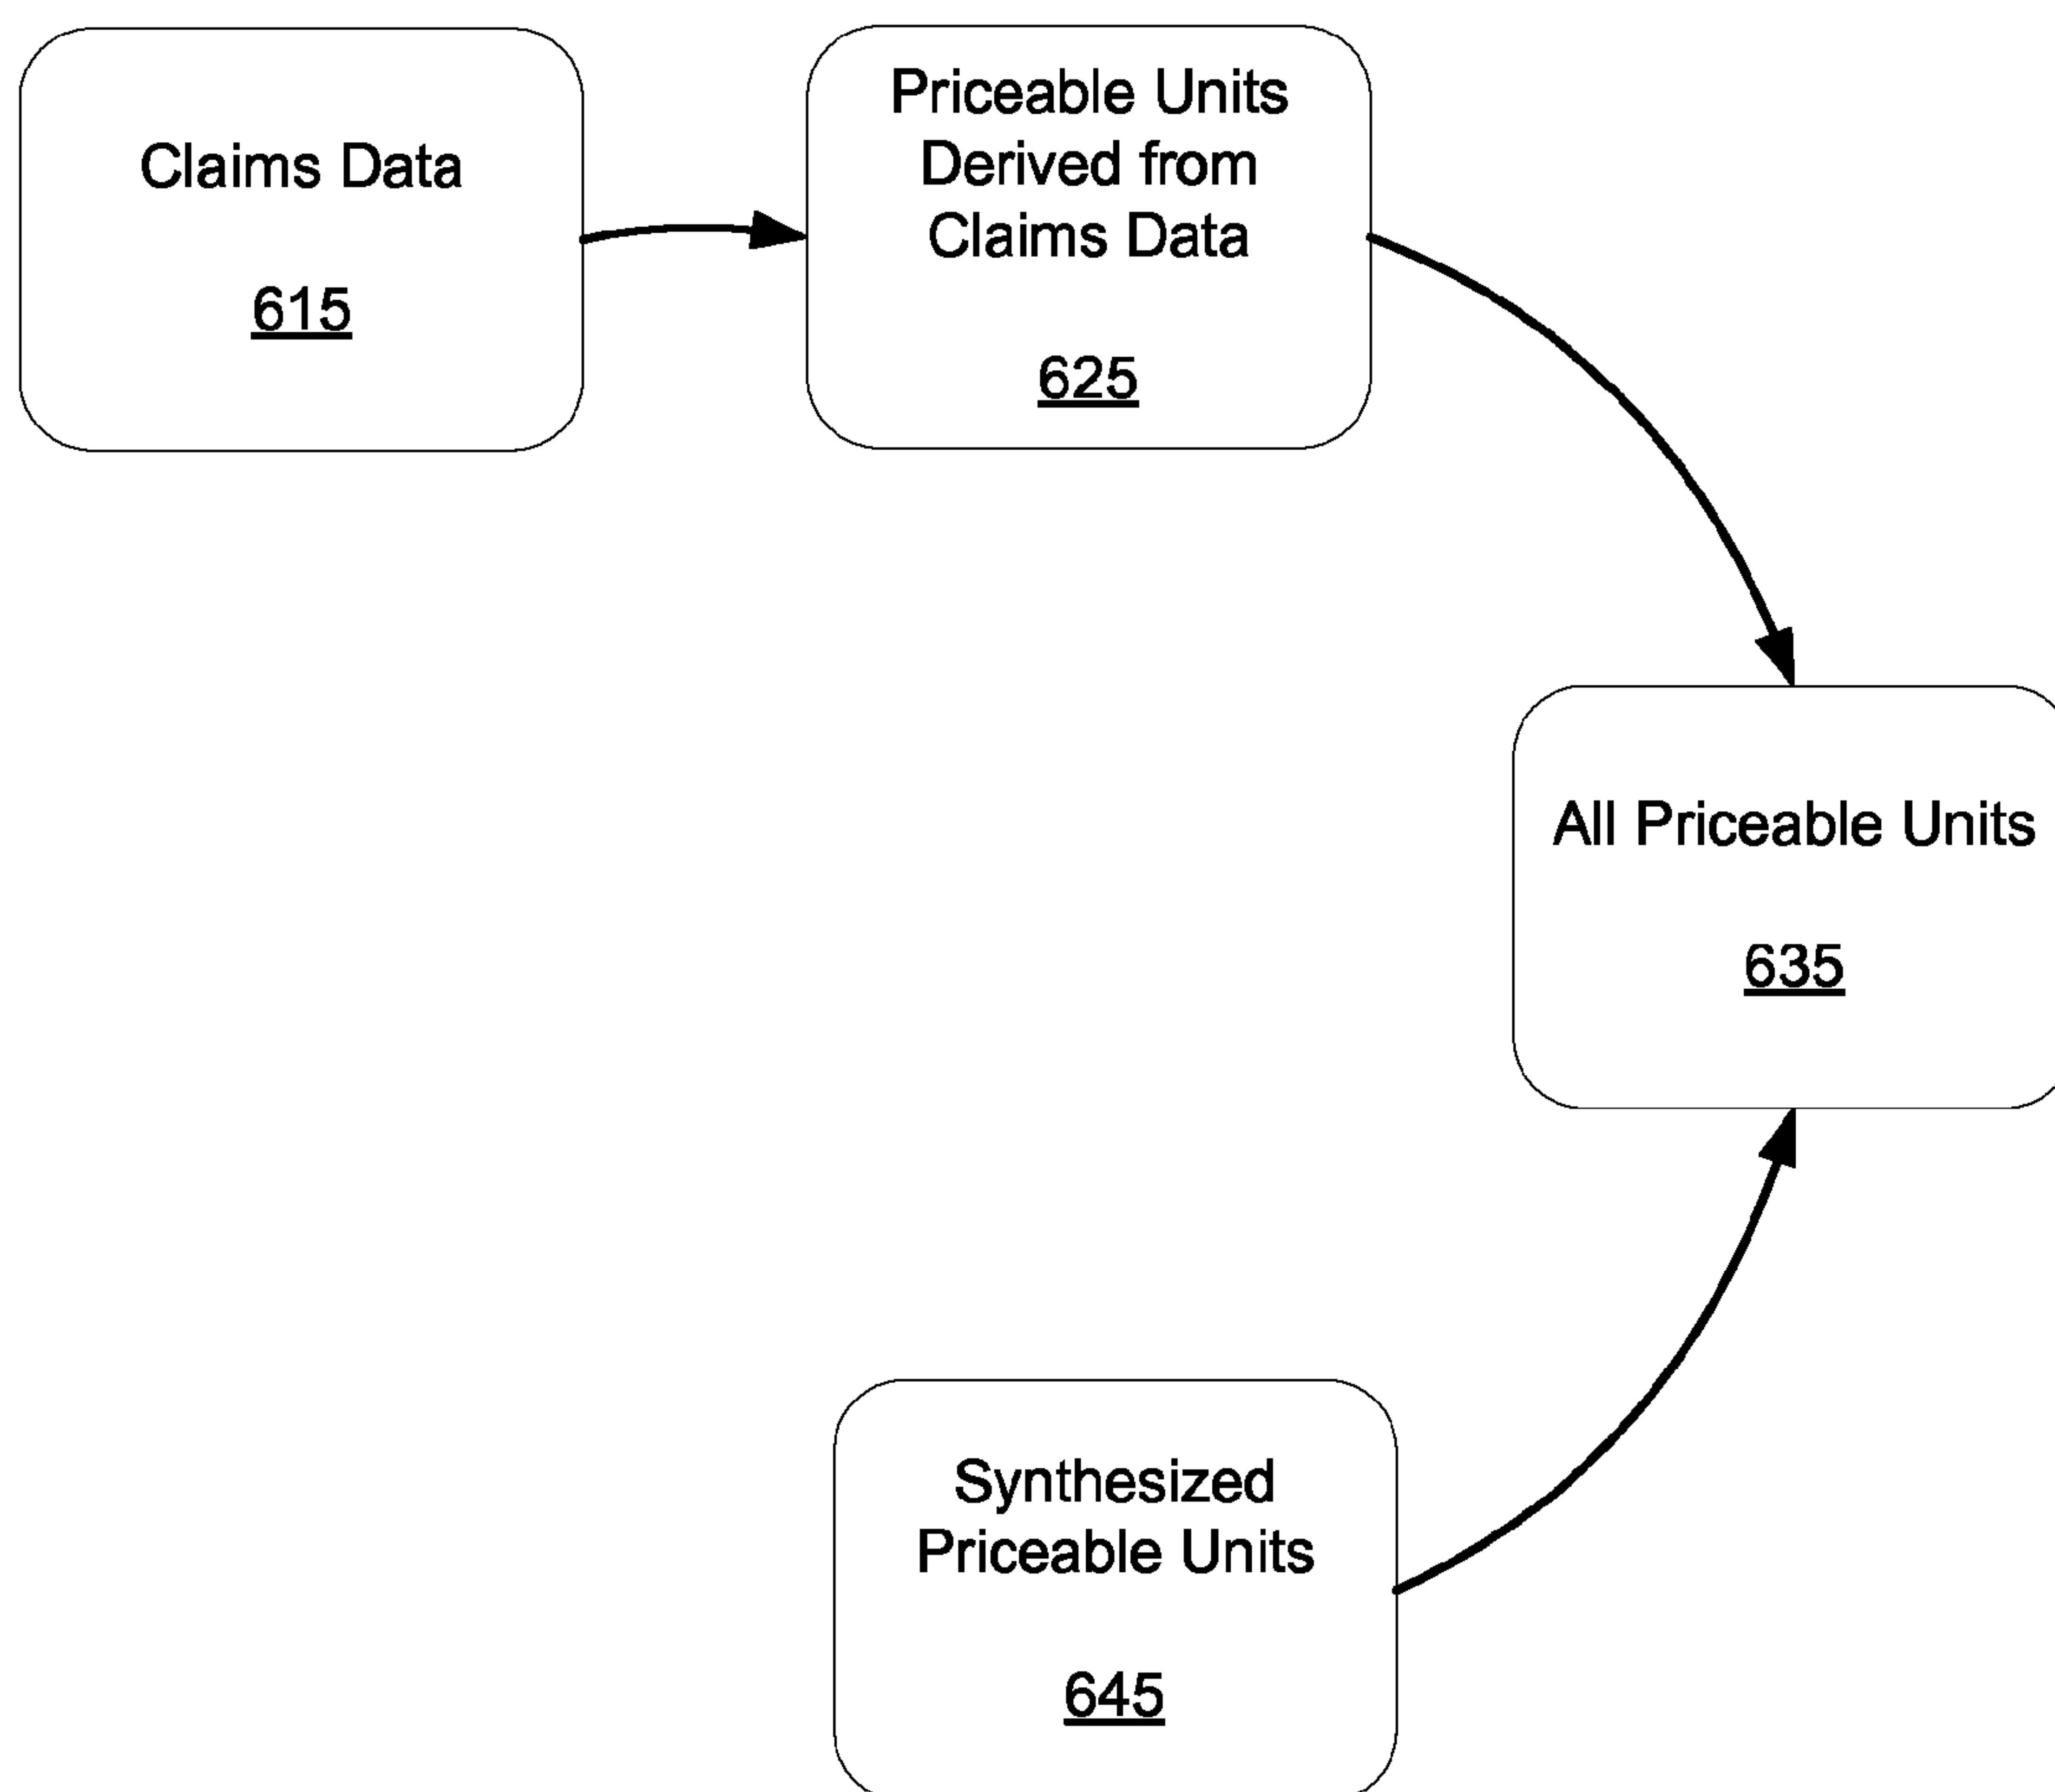 Claims Data
615
Priceable Units
Derived from
Claims Data
625
All Priceable Units
635
Synthesized
Priceable Units
645